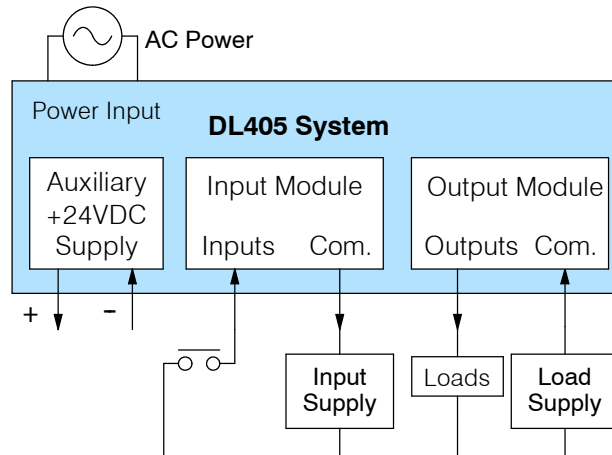 AC Power
Power Input
DL405 System
Auxiliary
+24VDC
Supply
Input Module
Inputs Com.
Output Module
Outputs Com.
+ -
Input
Supply
Loads
Load
Supply